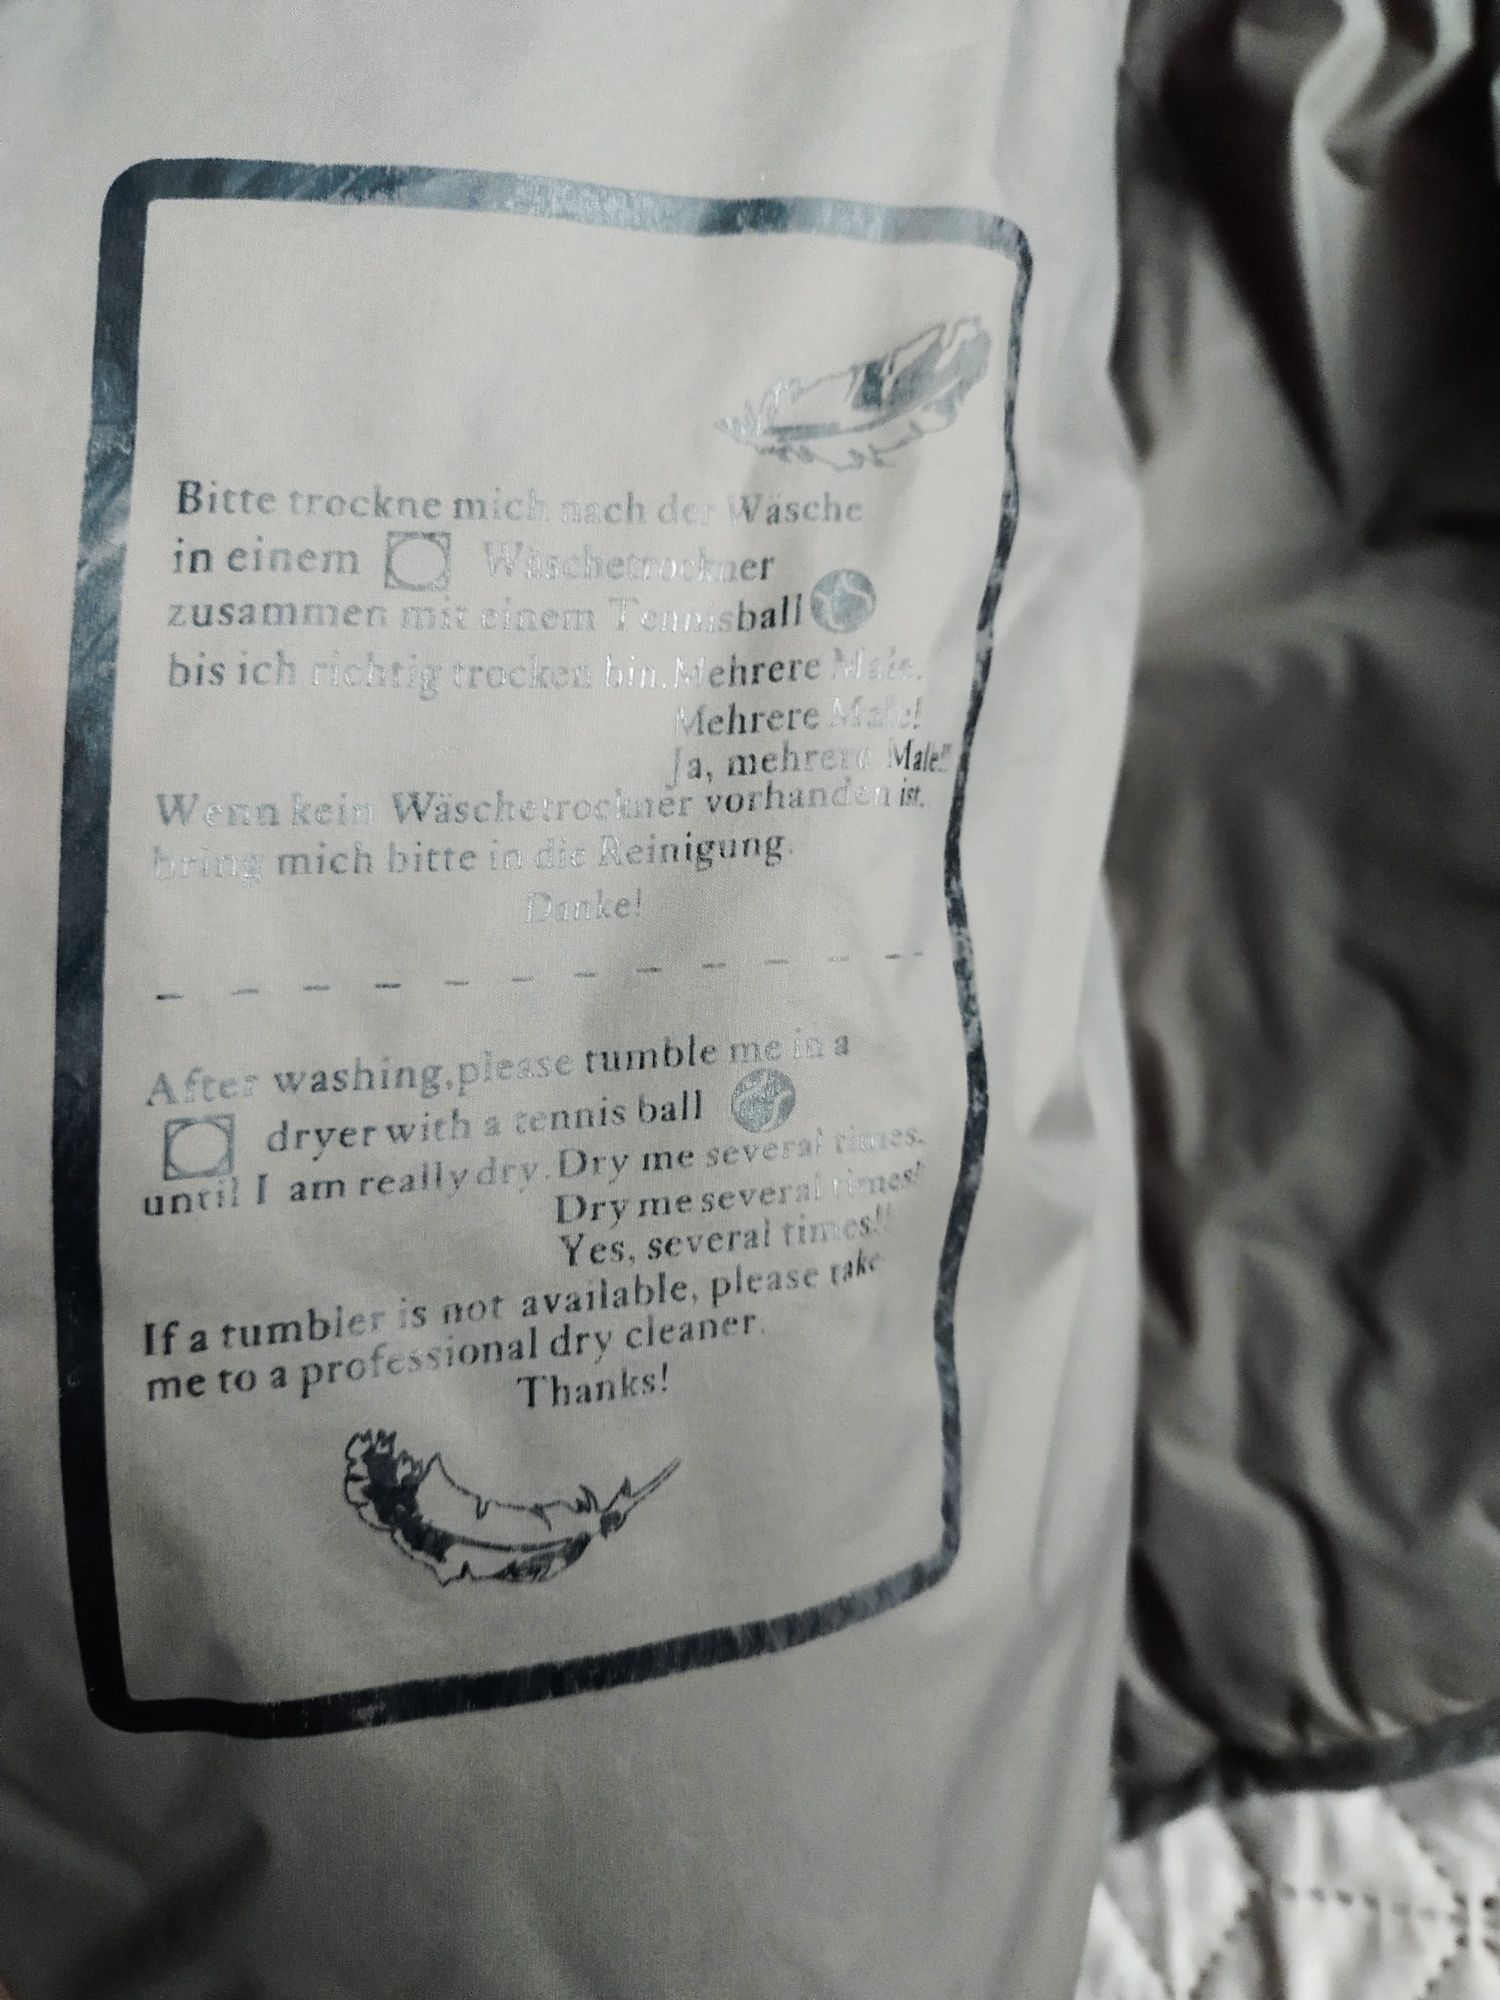 Bitte trockne mich nach der Wäsche
in einem Wäschetrockner
zusammen mit einem Tennisball
bis ich richtig trocken bin. Mehrere Male.
Mehrere Male!
Ja, mehrere Male!!
Wenn kein Wäschetrockner vorhanden ist,
bring mich bitte in die Reinigung.
Danke!
After washing, please tumble me in a
dryer with a tennis ball
until I am really dry. Dry me several times.
Dry me several times!
Yes, several times!!
If a tumbler is not available, please take
me to a professional dry cleaner.
Thanks!